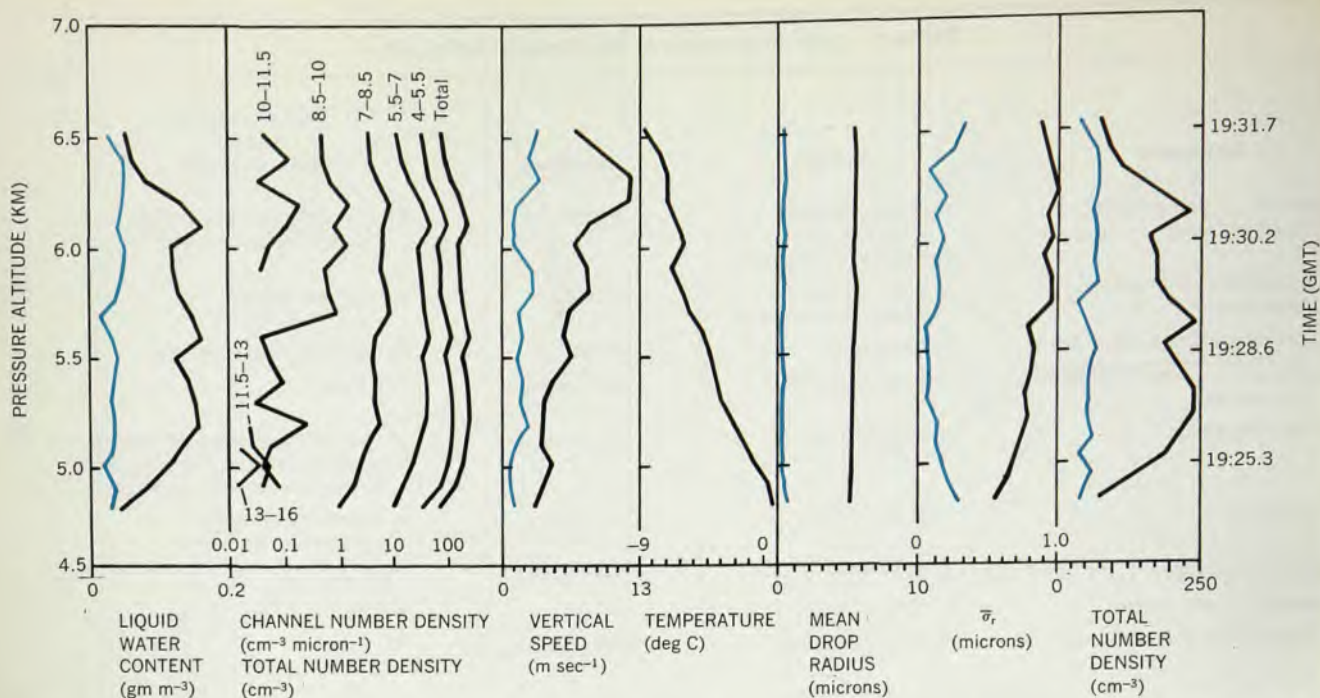 7.0
6.5
6.0
5.5
5.0
4.5
PRESSURE ALTITUDE (KM)
10–11.5
8.5–10
7–8.5
5.5–7
4–5.5
Total
11.5–13
13–16
0.01
0.1
1
10
100
–9
0
0
1.0
19:31.7
19:30.2
19:28.6
19:25.3
TIME (GMT)
0
0.2
0
13
0
10
0
250
LIQUID
WATER
CONTENT
(gm m⁻³)
CHANNEL NUMBER DENSITY
(cm⁻³ micron⁻¹)
TOTAL NUMBER DENSITY
(cm⁻³)
VERTICAL
SPEED
(m sec⁻¹)
TEMPERATURE
(deg C)
MEAN
DROP
RADIUS
(microns)
σ̅ᵣ
(microns)
TOTAL
NUMBER
DENSITY
(cm⁻³)